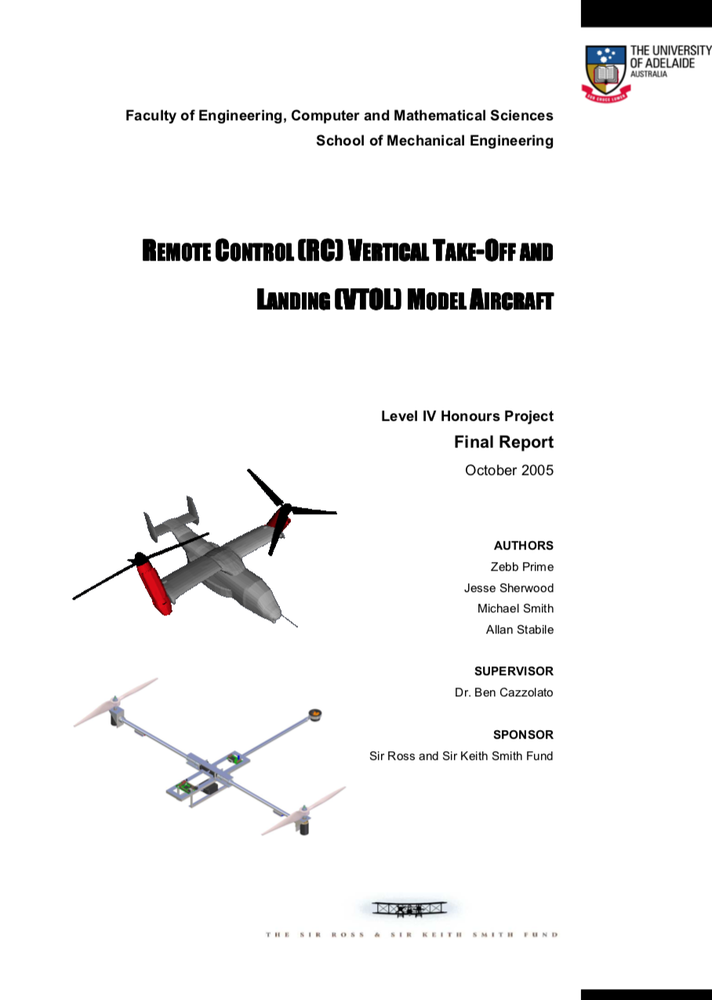 THE UNIVERSITY
OF ADELAIDE
AUSTRALIA
SUB CRUCE LUMEN
Faculty of Engineering, Computer and Mathematical Sciences
School of Mechanical Engineering
REMOTE CONTROL (RC) VERTICAL TAKE-OFF AND
LANDING (VTOL) MODEL AIRCRAFT
Level IV Honours Project
Final Report
October 2005
AUTHORS
Zebb Prime
Jesse Sherwood
Michael Smith
Allan Stabile
SUPERVISOR
Dr. Ben Cazzolato
SPONSOR
Sir Ross and Sir Keith Smith Fund
THE SIR ROSS & SIR KEITH SMITH FUND